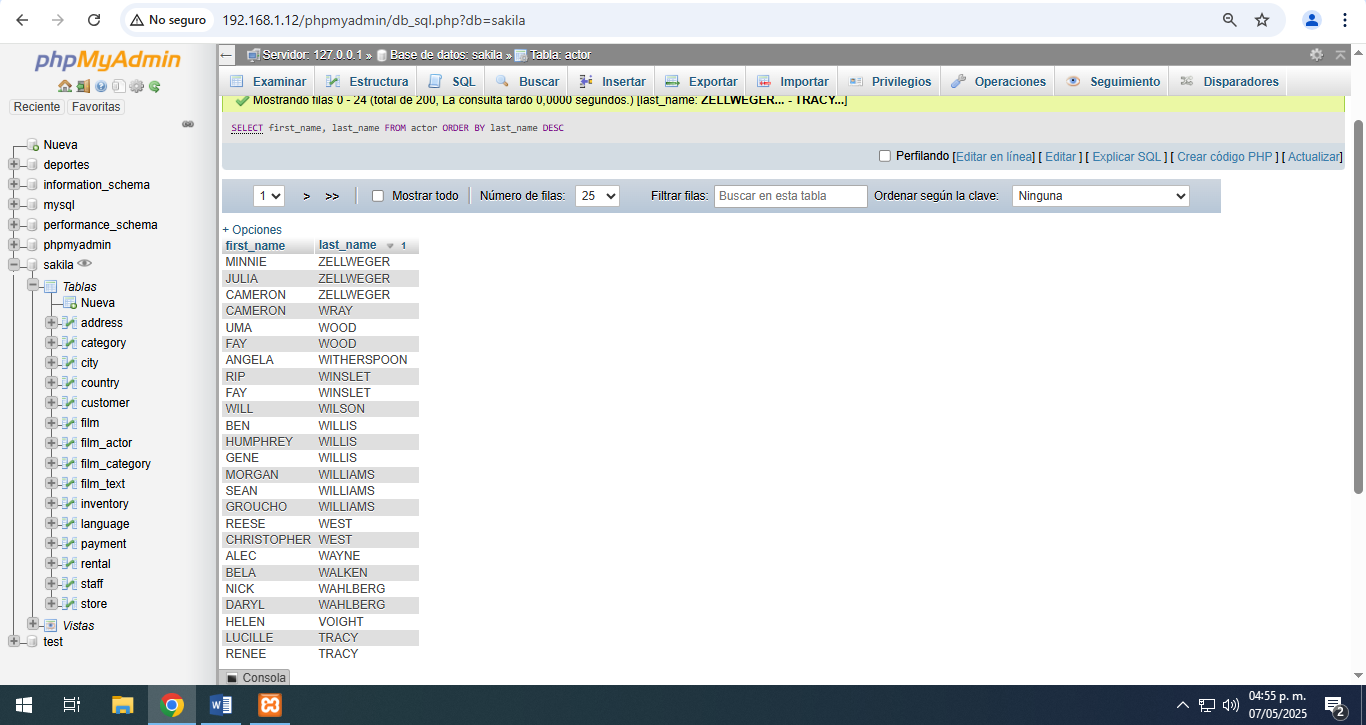 No seguro
192.168.1.12/phpmyadmin/db_sql.php?db=sakila
phpMyAdmin
Reciente Favoritas
Nueva
deportes
information_schema
mysql
performance_schema
phpmyadmin
sakila
Tablas
Nueva
address
category
city
country
customer
film
film_actor
film_category
film_text
inventory
language
payment
rental
staff
store
Vistas
test
Servidor: 127.0.0.1 » Base de datos: sakila » Tabla: actor
Examinar Estructura SQL Buscar Insertar Exportar Importar Privilegios Operaciones Seguimiento Disparadores
Mostrando filas 0 - 24 (total de 200, La consulta tardo 0,0000 segundos.) [last_name: ZELLWEGER... - TRACY...]
SELECT first_name, last_name FROM actor ORDER BY last_name DESC
Perfilando [Editar en línea] [ Editar ] [ Explicar SQL ] [ Crear código PHP ] [ Actualizar]
1 > >> Mostrar todo Número de filas: 25 Filtrar filas: Buscar en esta tabla Ordenar según la clave: Ninguna
+ Opciones
first_name last_name 1
MINNIE ZELLWEGER
JULIA ZELLWEGER
CAMERON ZELLWEGER
CAMERON WRAY
UMA WOOD
FAY WOOD
ANGELA WITHERSPOON
RIP WINSLET
FAY WINSLET
WILL WILSON
BEN WILLIS
HUMPHREY WILLIS
GENE WILLIS
MORGAN WILLIAMS
SEAN WILLIAMS
GROUCHO WILLIAMS
REESE WEST
CHRISTOPHER WEST
ALEC WAYNE
BELA WALKEN
NICK WAHLBERG
DARYL WAHLBERG
HELEN VOIGHT
LUCILLE TRACY
RENEE TRACY
Consola
04:55 p. m.
07/05/2025
2